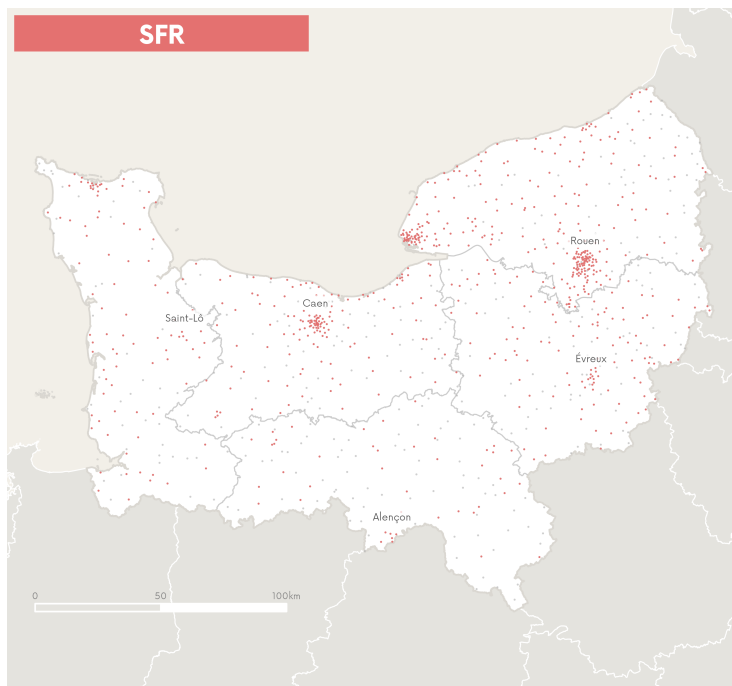 SFR
Rouen
Caen
Saint-Lô
Évreux
Alençon
0 50 100km